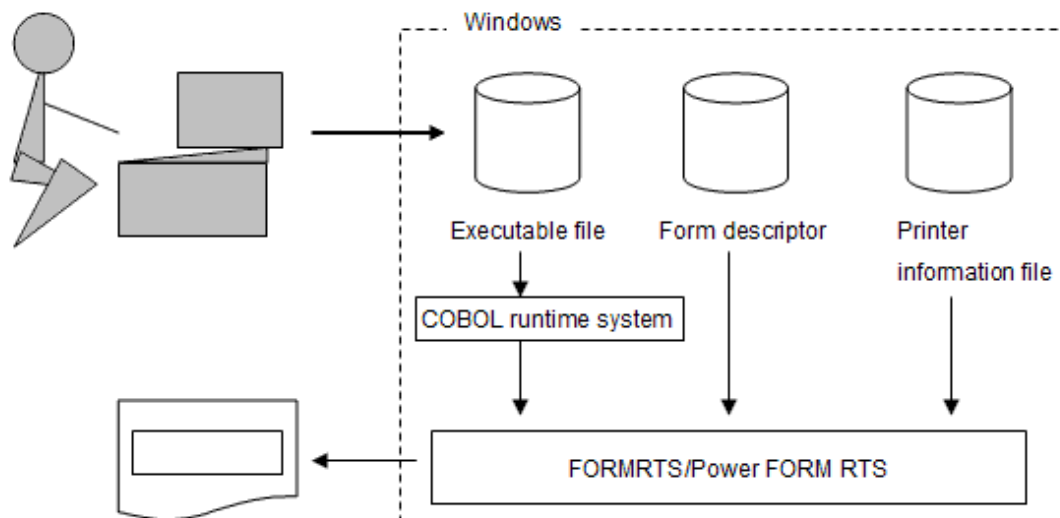 Windows
Executable file
Form descriptor
Printer
information file
COBOL runtime system
FORMRTS/Power FORM RTS